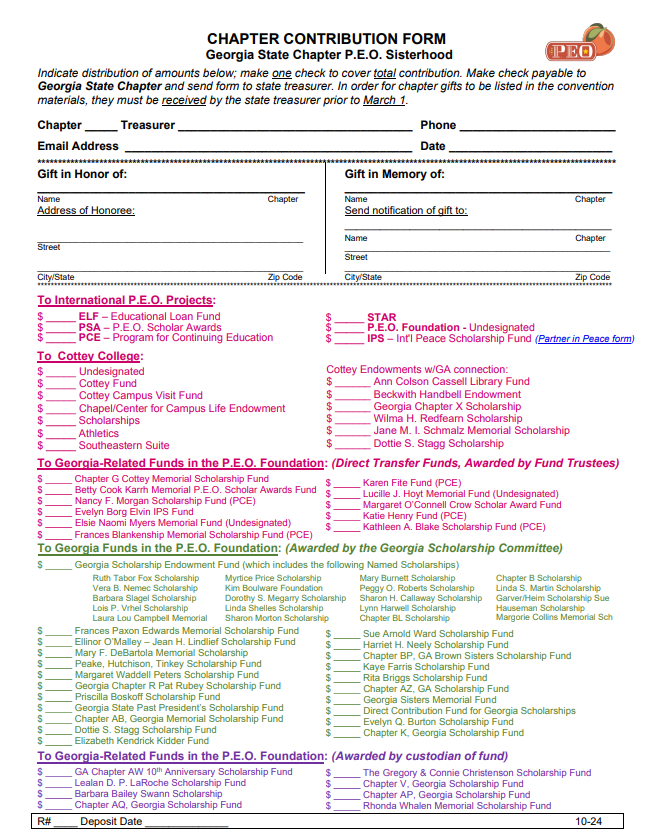 CHAPTER CONTRIBUTION FORM
Georgia State Chapter P.E.O. Sisterhood
PEO
Indicate distribution of amounts below; make one check to cover total contribution. Make check payable to
Georgia State Chapter and send form to state treasurer. In order for chapter gifts to be listed in the convention
materials, they must be received by the state treasurer prior to March 1.
Chapter _____ Treasurer _____ Phone _____
Email Address _____ Date _____
Gift in Honor of: Gift in Memory of:
Name Chapter Name Chapter
Address of Honoree: Send notification of gift to:
Name Chapter
Street Street
City/State Zip Code City/State Zip Code
To International P.E.O. Projects:
$ _____ ELF – Educational Loan Fund $ _____ STAR
$ _____ PSA – P.E.O. Scholar Awards $ _____ P.E.O. Foundation - Undesignated
$ _____ PCE – Program for Continuing Education $ _____ IPS – Int'l Peace Scholarship Fund (Partner in Peace form)
To Cottey College:
$ _____ Undesignated
$ _____ Cottey Fund
$ _____ Cottey Campus Visit Fund
$ _____ Chapel/Center for Campus Life Endowment
$ _____ Scholarships
$ _____ Athletics
$ _____ Southeastern Suite
Cottey Endowments w/GA connection:
$ _____ Ann Colson Cassell Library Fund
$ _____ Beckwith Handbell Endowment
$ _____ Georgia Chapter X Scholarship
$ _____ Wilma H. Redfearn Scholarship
$ _____ Jane M. I. Schmalz Memorial Scholarship
$ _____ Dottie S. Stagg Scholarship
To Georgia-Related Funds in the P.E.O. Foundation: (Direct Transfer Funds, Awarded by Fund Trustees)
$ _____ Chapter G Cottey Memorial Scholarship Fund
$ _____ Betty Cook Karrh Memorial P.E.O. Scholar Awards Fund
$ _____ Nancy F. Morgan Scholarship Fund (PCE)
$ _____ Evelyn Borg Elvin IPS Fund
$ _____ Elsie Naomi Myers Memorial Fund (Undesignated)
$ _____ Frances Blankenship Memorial Scholarship Fund (PCE)
$ _____ Karen Fite Fund (PCE)
$ _____ Lucille J. Hoyt Memorial Fund (Undesignated)
$ _____ Margaret O'Connell Crow Scholar Award Fund
$ _____ Katie Henry Fund (PCE)
$ _____ Kathleen A. Blake Scholarship Fund (PCE)
To Georgia Funds in the P.E.O. Foundation: (Awarded by the Georgia Scholarship Committee)
$ _____ Georgia Scholarship Endowment Fund (which includes the following Named Scholarships)
Ruth Tabor Fox Scholarship Myrtice Price Scholarship Mary Burnett Scholarship Chapter B Scholarship
Vera B. Nemec Scholarship Kim Boulware Foundation Peggy O. Roberts Scholarship Linda S. Martin Scholarship
Barbara Slagel Scholarship Dorothy S. Megarry Scholarship Sharon H. Callaway Scholarship Garver/Heim Scholarship Sue
Lois P. Vrhel Scholarship Linda Shelles Scholarship Lynn Harwell Scholarship Hauseman Scholarship
Laura Lou Campbell Memorial Sharon Morton Scholarship Chapter BL Scholarship Margorie Collins Memorial Sch
$ _____ Frances Paxon Edwards Memorial Scholarship Fund
$ _____ Ellinor O'Malley – Jean H. Lindlief Scholarship Fund
$ _____ Mary F. DeBartola Memorial Scholarship
$ _____ Peake, Hutchison, Tinkey Scholarship Fund
$ _____ Margaret Waddell Peters Scholarship Fund
$ _____ Georgia Chapter R Pat Rubey Scholarship Fund
$ _____ Priscilla Boskoff Scholarship Fund
$ _____ Georgia State Past President's Scholarship Fund
$ _____ Chapter AB, Georgia Memorial Scholarship Fund
$ _____ Dottie S. Stagg Scholarship Fund
$ _____ Elizabeth Kendrick Kidder Fund
$ _____ Sue Arnold Ward Scholarship Fund
$ _____ Harriet H. Neely Scholarship Fund
$ _____ Chapter BP, GA Brown Sisters Scholarship Fund
$ _____ Kaye Farris Scholarship Fund
$ _____ Rita Briggs Scholarship Fund
$ _____ Chapter AZ, GA Scholarship Fund
$ _____ Georgia Sisters Memorial Fund
$ _____ Direct Contribution Fund for Georgia Scholarships
$ _____ Evelyn Q. Burton Scholarship Fund
$ _____ Chapter K, Georgia Scholarship Fund
To Georgia-Related Funds in the P.E.O. Foundation: (Awarded by custodian of fund)
$ _____ GA Chapter AW 10th Anniversary Scholarship Fund
$ _____ Lealan D. P. LaRoche Scholarship Fund
$ _____ Barbara Bailey Swann Scholarship Fund
$ _____ Chapter AQ, Georgia Scholarship Fund
$ _____ The Gregory & Connie Christenson Scholarship Fund
$ _____ Chapter V, Georgia Scholarship Fund
$ _____ Chapter AP, Georgia Scholarship Fund
$ _____ Rhonda Whalen Memorial Scholarship Fund
R# ____ Deposit Date _____ 10-24